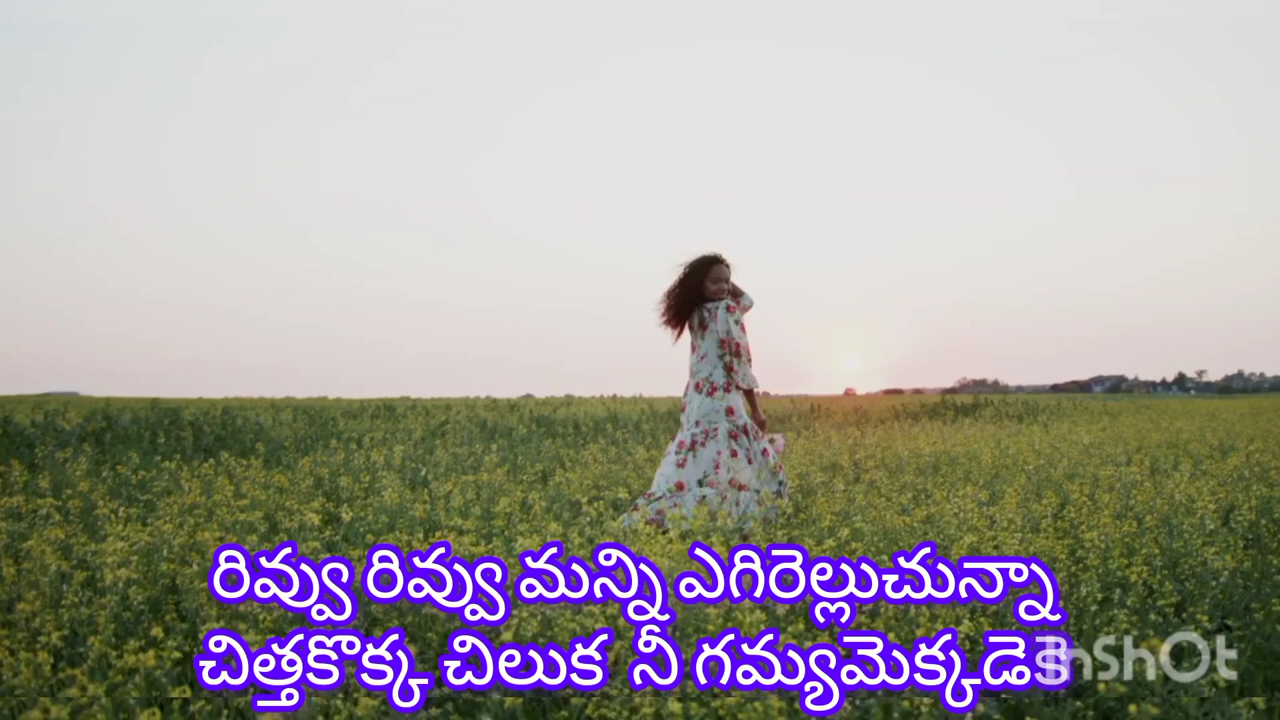 రివ్వు రివ్వు మన్ని ఎగిరెల్లుచున్నా
చిత్తకొక్క చిలుక నీ గమ్యమెక్కడెకి
InShOt